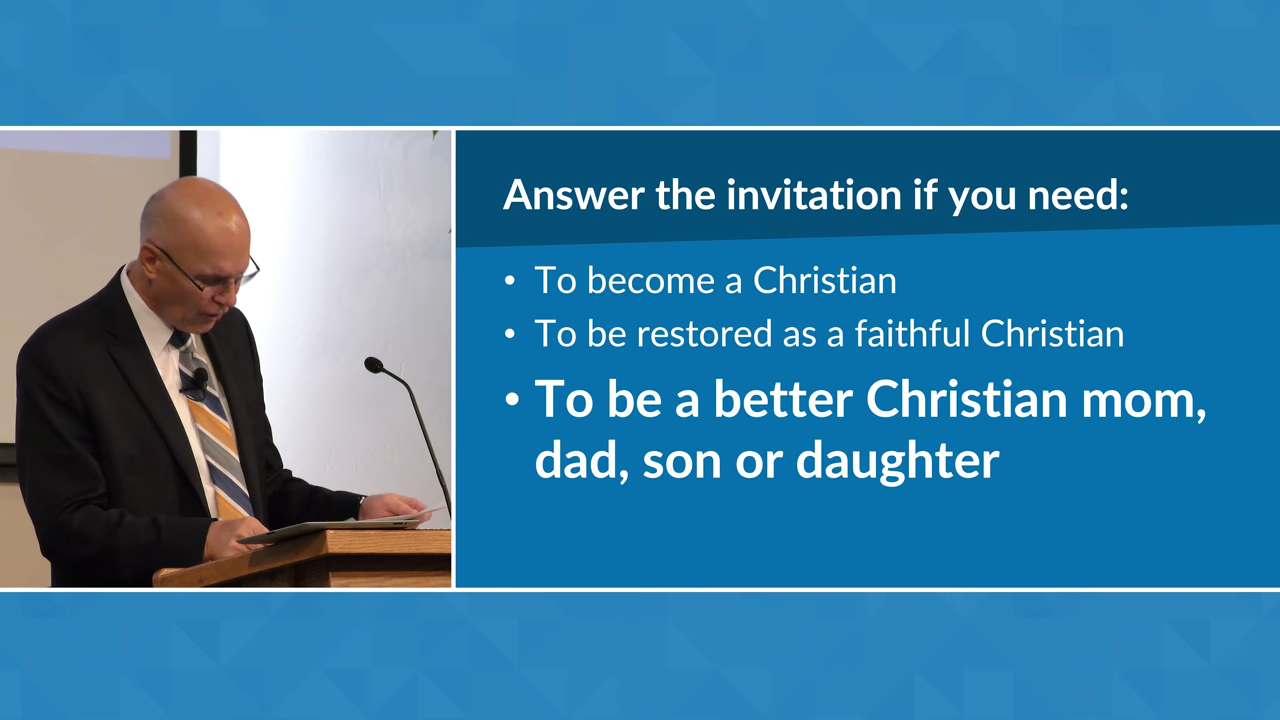 Answer the invitation if you need:
• To become a Christian
• To be restored as a faithful Christian
• To be a better Christian mom,
dad, son or daughter